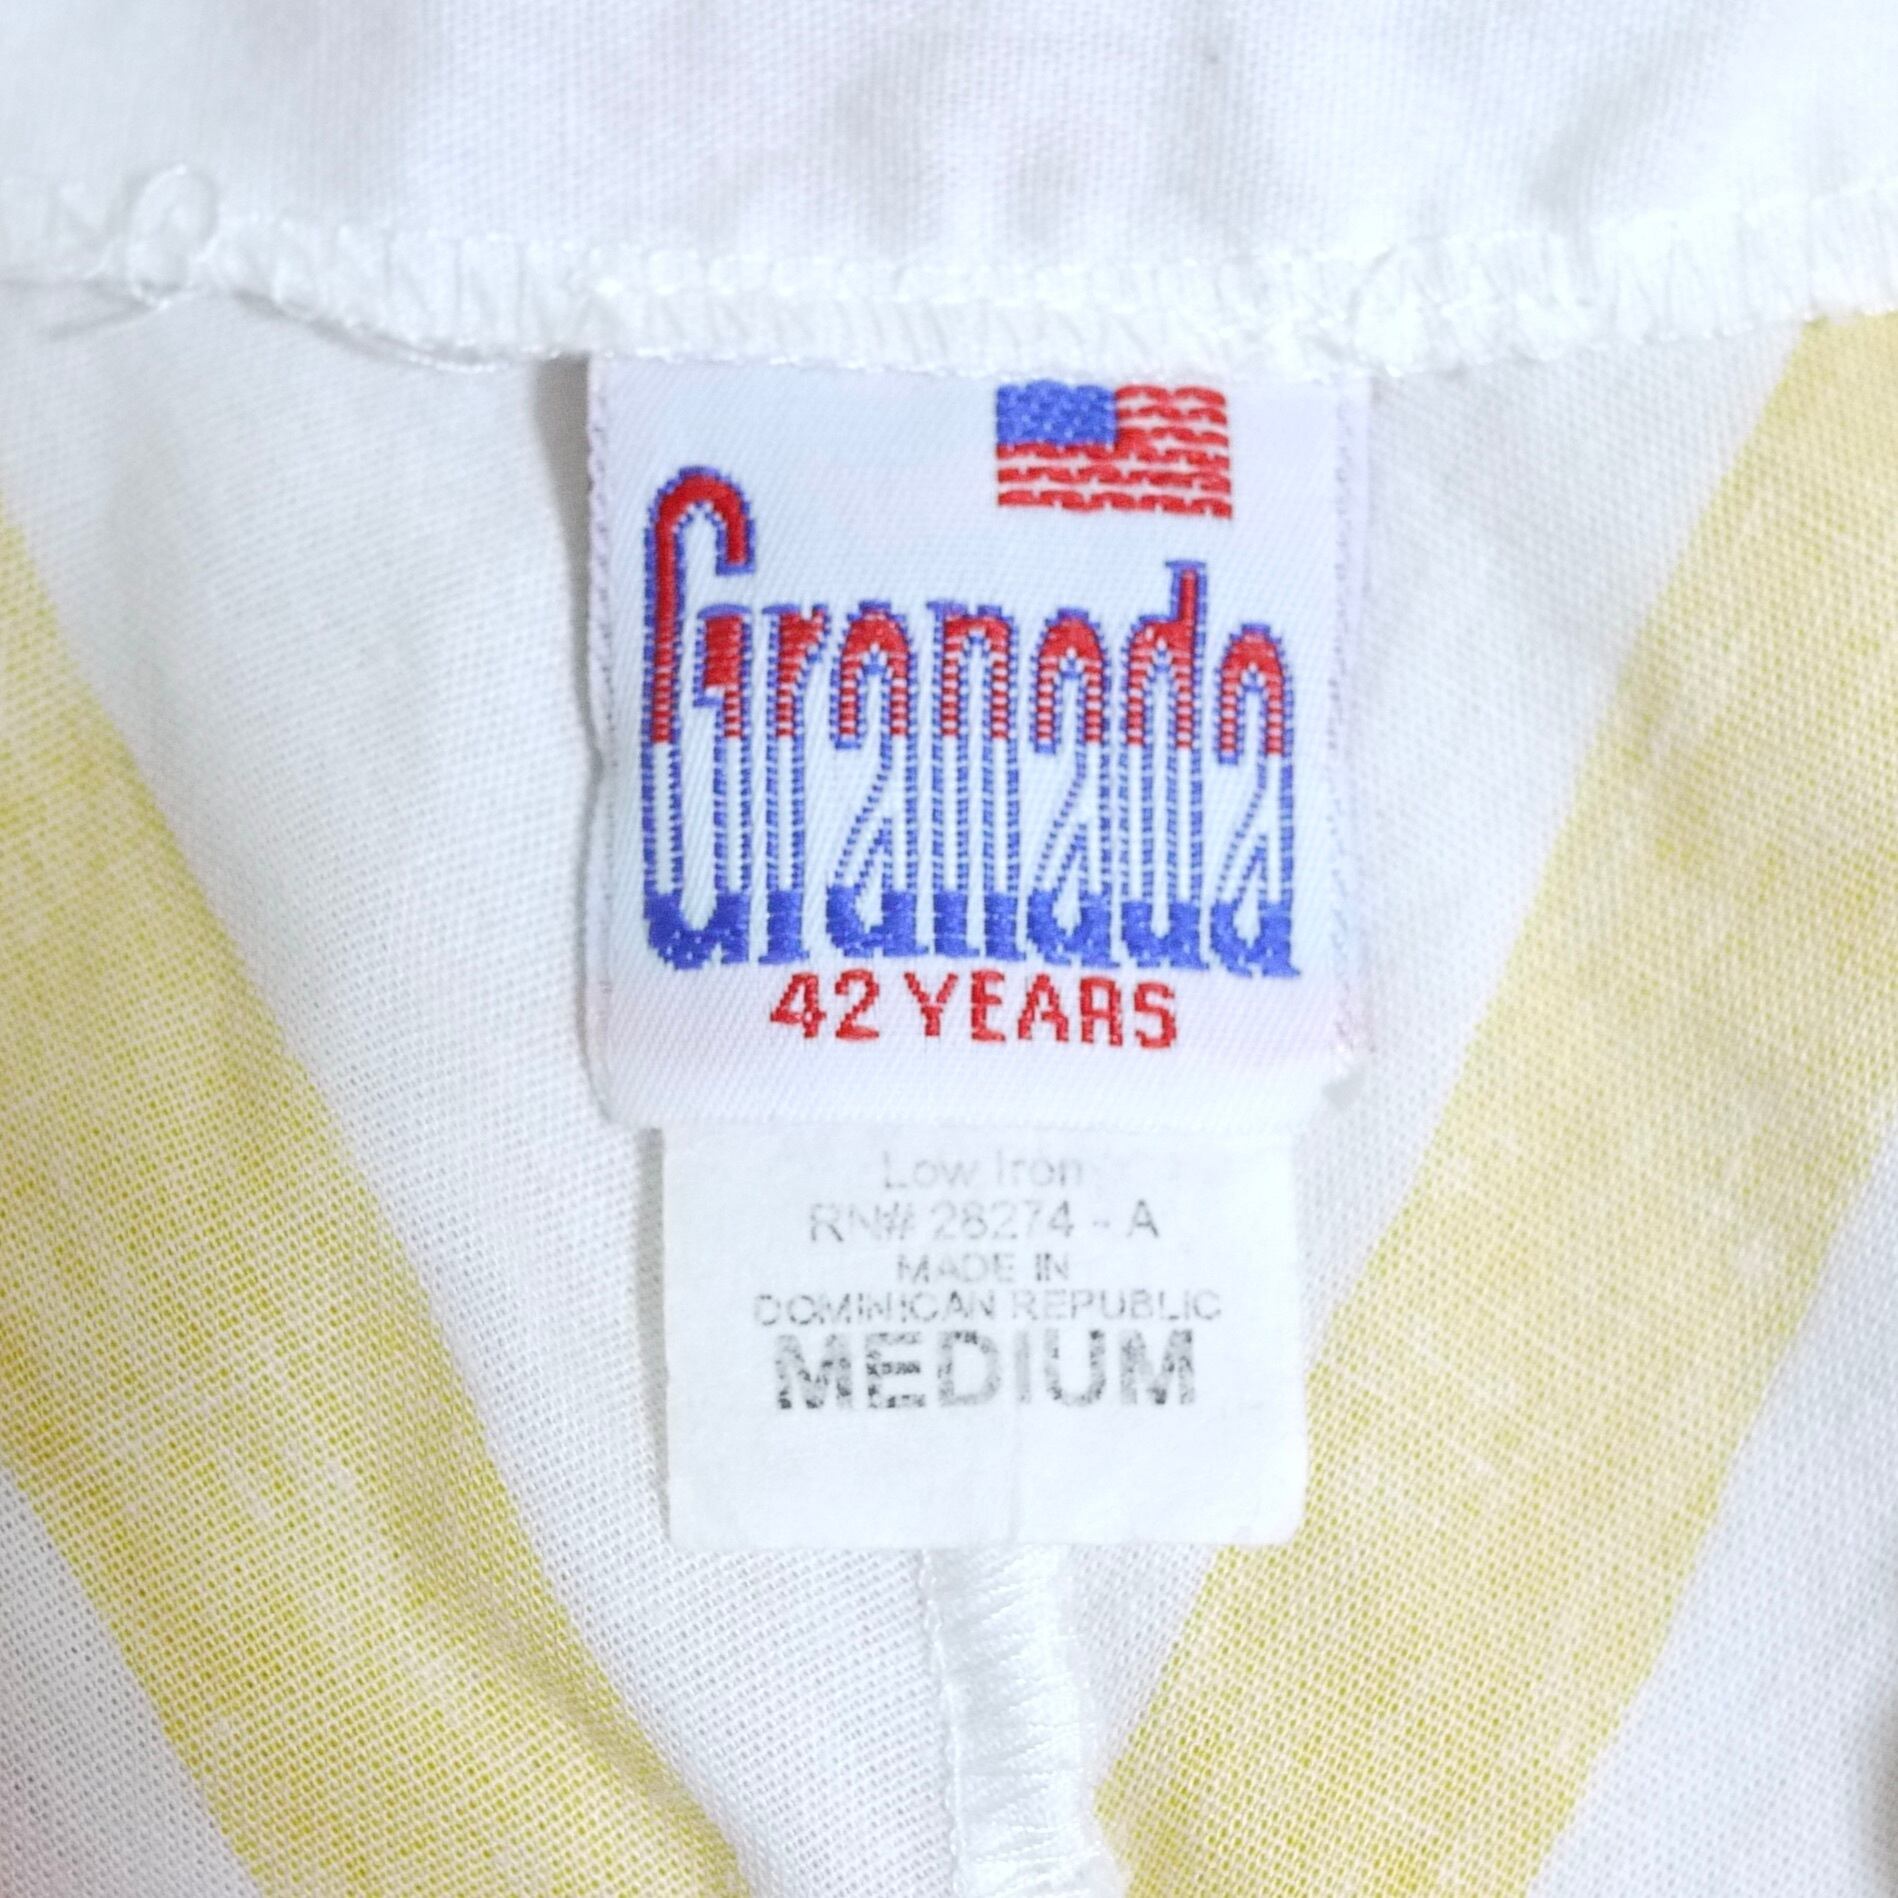 Granada
42 YEARS
Low Iron
RN# 28274 - A
MADE IN
DOMINICAN REPUBLIC
MEDIUM